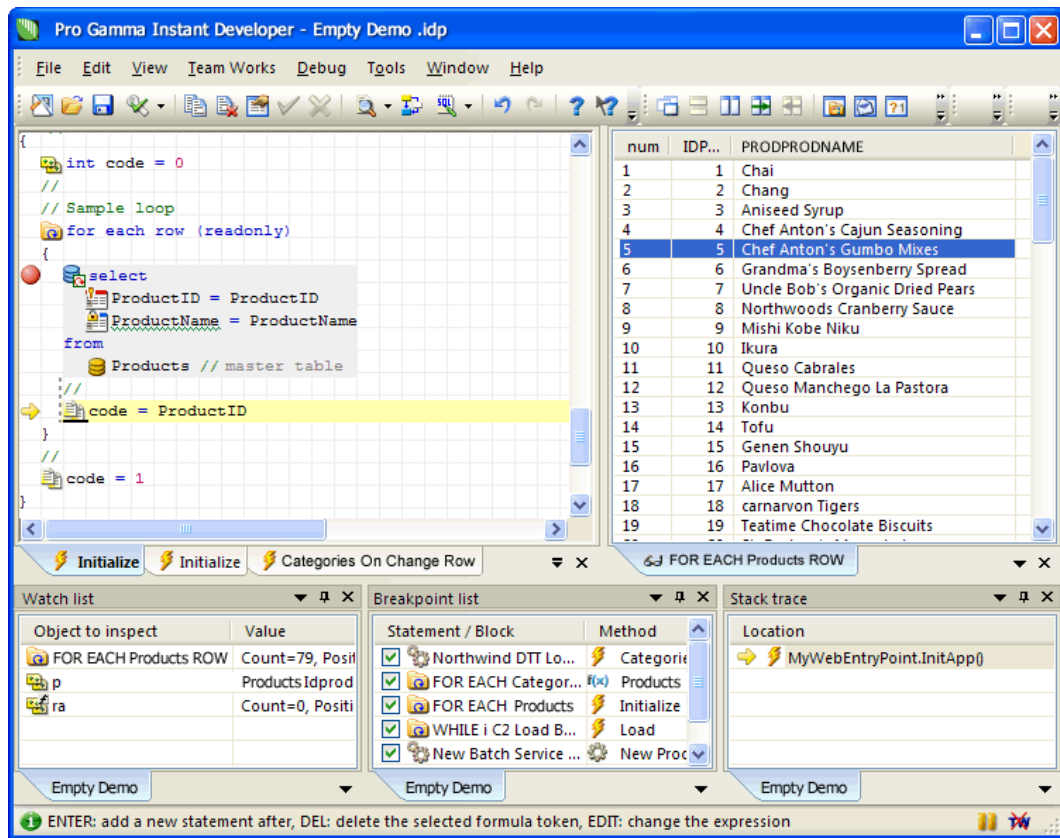 Pro Gamma Instant Developer - Empty Demo .idp
File Edit View Team Works Debug Tools Window Help
SQL ? ? ?1
{
int code = 0
//
// Sample loop
for each row (readonly)
{
select
ProductID = ProductID
ProductName = ProductName
from
Products // master table
//
code = ProductID
}
//
code = 1
}
Initialize Initialize Categories On Change Row
num IDP... PRODPRODNAME
1 1 Chai
2 2 Chang
3 3 Aniseed Syrup
4 4 Chef Anton's Cajun Seasoning
5 5 Chef Anton's Gumbo Mixes
6 6 Grandma's Boysenberry Spread
7 7 Uncle Bob's Organic Dried Pears
8 8 Northwoods Cranberry Sauce
9 9 Mishi Kobe Niku
10 10 Ikura
11 11 Queso Cabrales
12 12 Queso Manchego La Pastora
13 13 Konbu
14 14 Tofu
15 15 Genen Shouyu
16 16 Pavlova
17 17 Alice Mutton
18 18 carnarvon Tigers
19 19 Teatime Chocolate Biscuits
FOR EACH Products ROW
Watch list
Object to inspect Value
FOR EACH Products ROW Count=79, Posit
p Products Idprod
ra Count=0, Positi
Empty Demo
Breakpoint list
Statement / Block Method
Northwind DTT Lo... Categorie
FOR EACH Categor... f(x) Products
FOR EACH Products Initialize
WHILE i C2 Load B... Load
New Batch Service ... New Proc
Empty Demo
Stack trace
Location
MyWebEntryPoint.InitApp()
Empty Demo
ENTER: add a new statement after, DEL: delete the selected formula token, EDIT: change the expression
TW